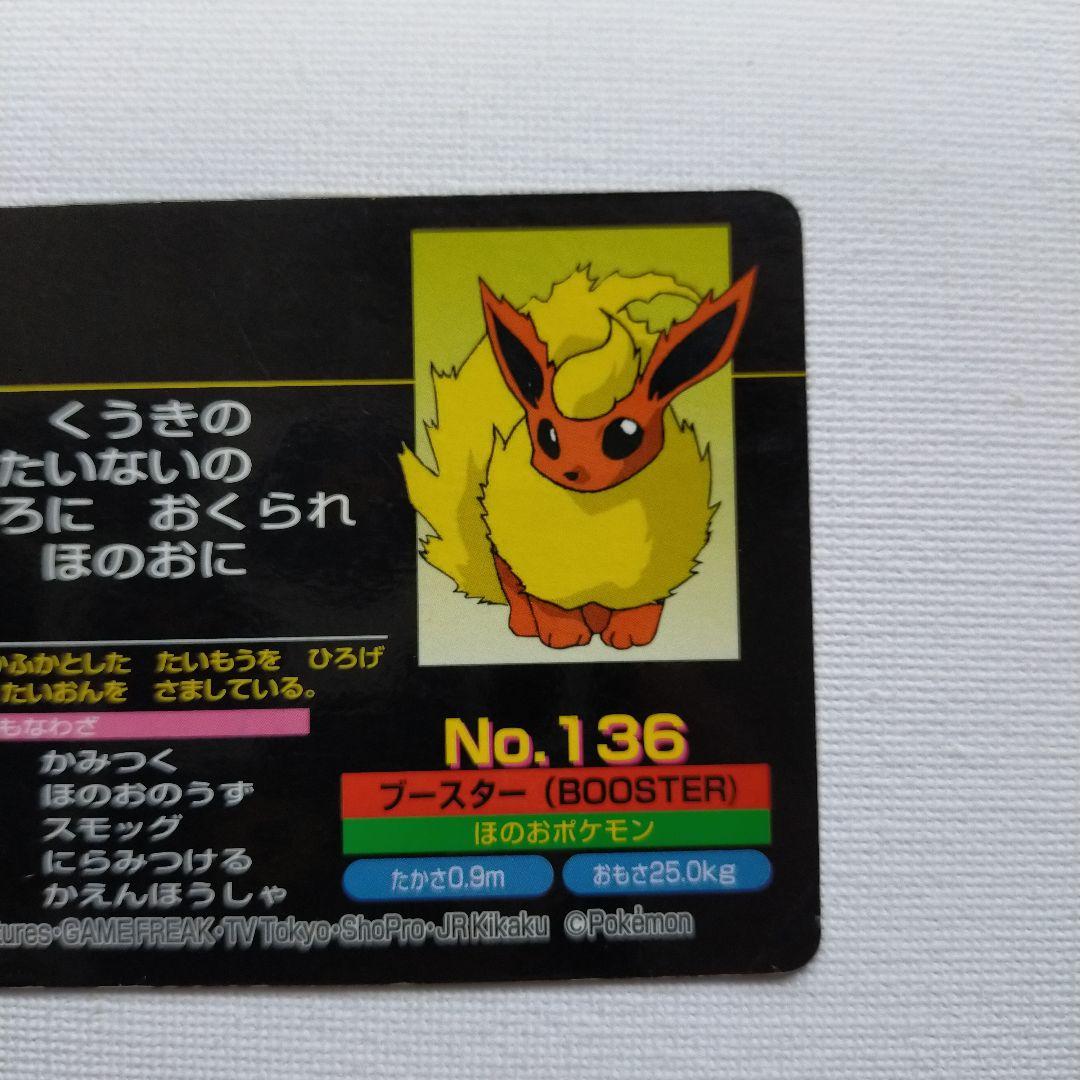 くうきの
たいないの
ろに　おくられ
ほのおに
ふかとした　たいもうを　ひろげ
たいおんを　さましている。
もなわざ
かみつく
ほのおのうず
スモッグ
にらみつける
かえんほうしゃ
No.136
ブースター（BOOSTER）
ほのおポケモン
たかさ0.9m
おもさ25.0kg
tures・GAMEFREAK・TV Tokyo・ShoPro・JR Kikaku ©Pokémon